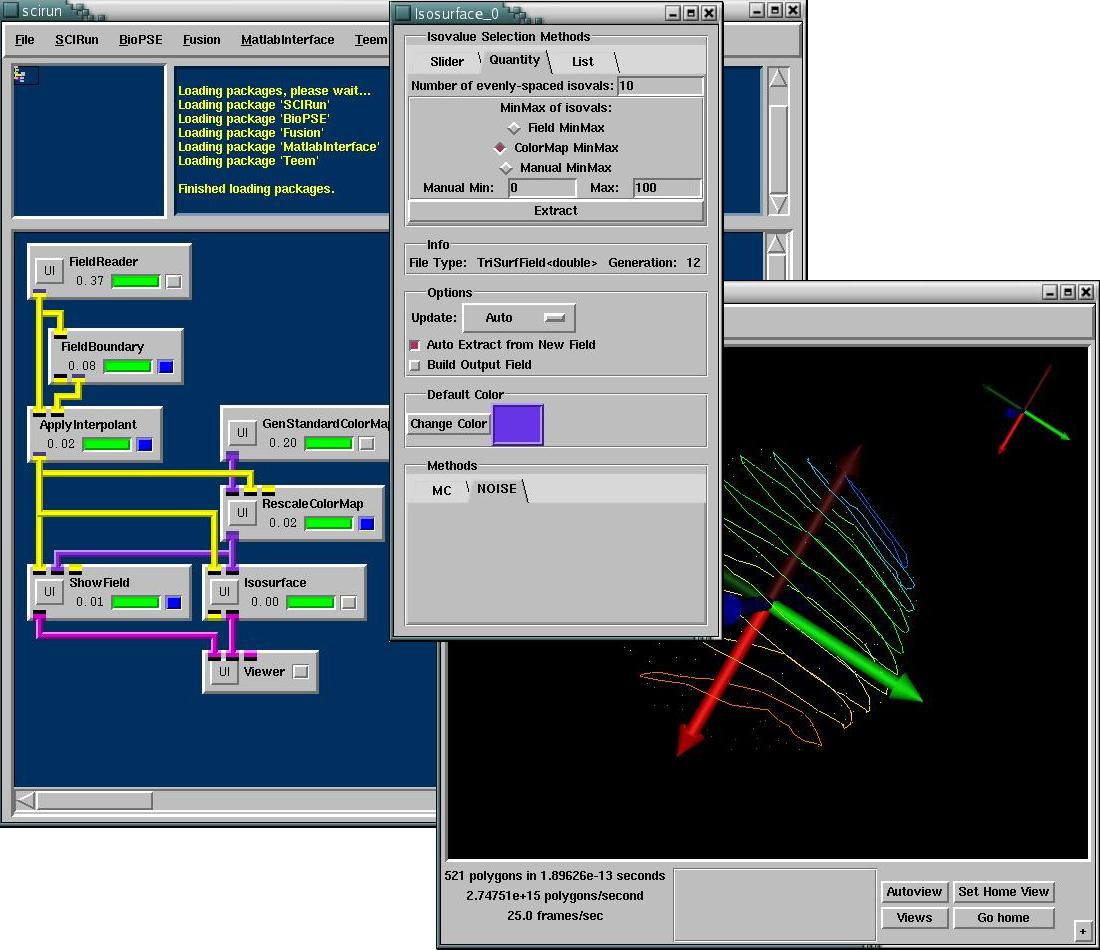 scirun
File SCIRun BioPSE Fusion MatlabInterface Teem
Loading packages, please wait...
Loading package 'SCIRun'
Loading package 'BioPSE'
Loading package 'Fusion'
Loading package 'MatlabInterface'
Loading package 'Teem'
Finished loading packages.
UI FieldReader
0.37
FieldBoundary
0.08
ApplyInterpolant
0.02
UI GenStandardColorMap
0.20
UI RescaleColorMap
0.02
UI ShowField
0.01
UI Isosurface
0.00
UI Viewer
Isosurface_0
Isovalue Selection Methods
Slider Quantity List
Number of evenly-spaced isovals: 10
MinMax of isovals:
Field MinMax
ColorMap MinMax
Manual MinMax
Manual Min: 0 Max: 100
Extract
Info
File Type: TriSurfField<double> Generation: 12
Options
Update: Auto
Auto Extract from New Field
Build Output Field
Default Color
Change Color
Methods
MC NOISE
521 polygons in 1.89626e-13 seconds
2.74751e+15 polygons/second
25.0 frames/sec
Autoview Set Home View
Views Go home
+